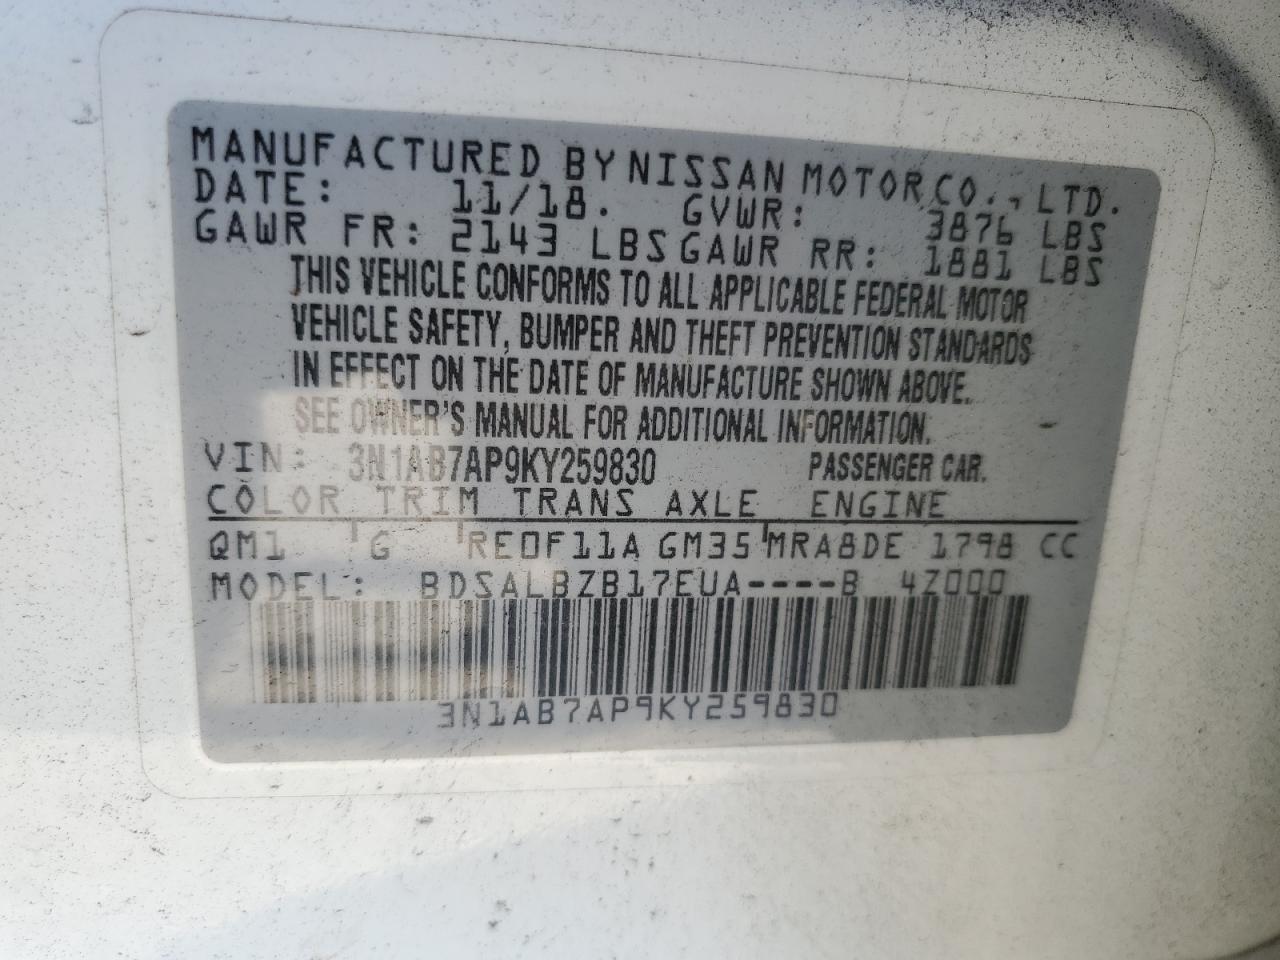 MANUFACTURED BY NISSAN MOTOR CO., LTD.
DATE: 11/18. GVWR: 3876 LBS
GAWR FR: 2143 LBS GAWR RR: 1881 LBS
THIS VEHICLE CONFORMS TO ALL APPLICABLE FEDERAL MOTOR
VEHICLE SAFETY, BUMPER AND THEFT PREVENTION STANDARDS
IN EFFECT ON THE DATE OF MANUFACTURE SHOWN ABOVE.
SEE OWNER'S MANUAL FOR ADDITIONAL INFORMATION.
VIN: 3N1AB7AP9KY259830 PASSENGER CAR.
COLOR TRIM TRANS AXLE ENGINE
QM1 G RE0F11A GM35 MRA8DE 1798 CC
MODEL: BDSALBZB17EUA----B 4Z000
3N1AB7AP9KY259830